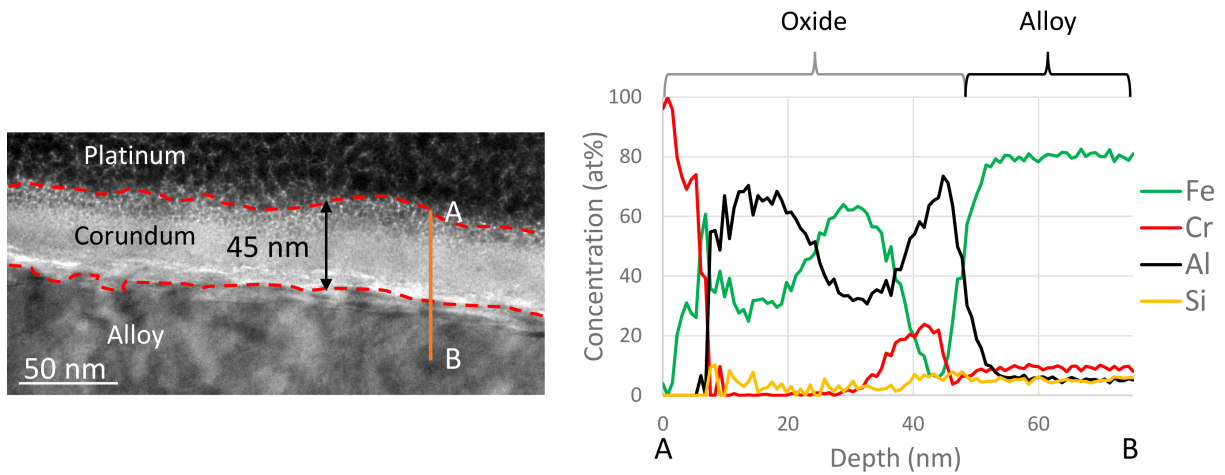 Platinum
A
Corundum
45 nm
Alloy
B
50 nm
Oxide
Alloy
Concentration (at%)
100
80
60
40
20
0
0
20
40
60
A
Depth (nm)
B
Fe
Cr
Al
Si